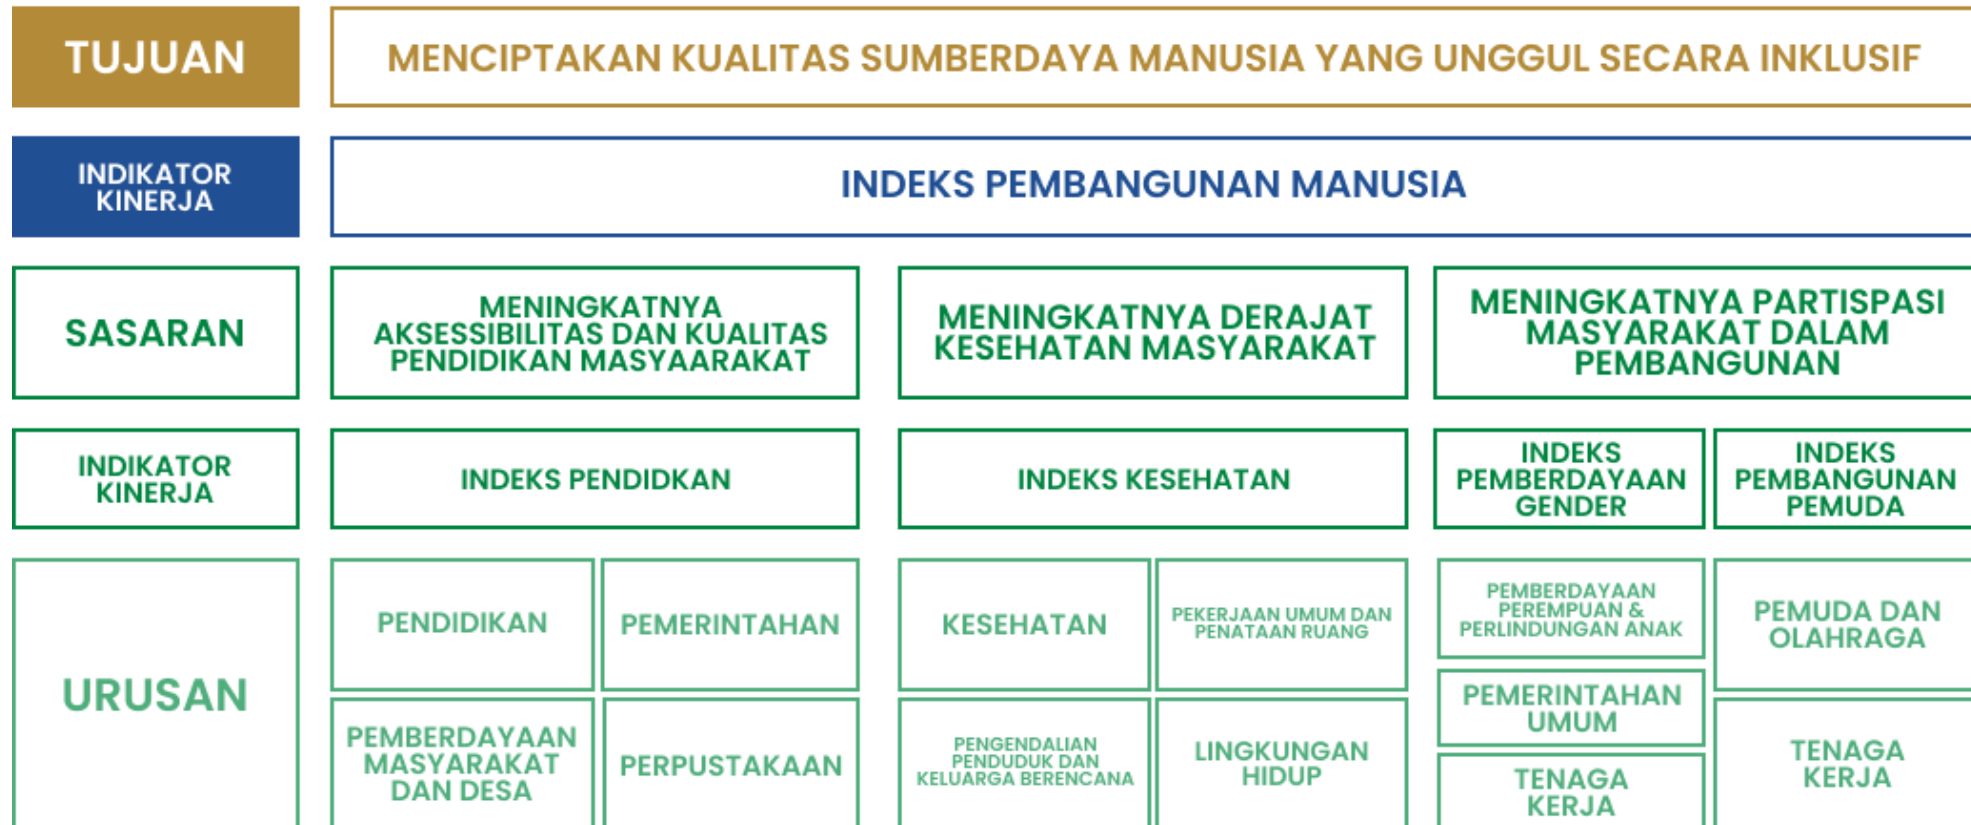 TUJUAN
MENCIPTAKAN KUALITAS SUMBERDAYA MANUSIA YANG UNGGUL SECARA INKLUSIF
INDIKATOR
KINERJA
INDEKS PEMBANGUNAN MANUSIA
SASARAN
MENINGKATNYA
AKSESSIBILITAS DAN KUALITAS
PENDIDIKAN MASYAARAKAT
MENINGKATNYA DERAJAT
KESEHATAN MASYARAKAT
MENINGKATNYA PARTISPASI
MASYARAKAT DALAM
PEMBANGUNAN
INDIKATOR
KINERJA
INDEKS PENDIDKAN
INDEKS KESEHATAN
INDEKS
PEMBERDAYAAN
GENDER
INDEKS
PEMBANGUNAN
PEMUDA
URUSAN
PENDIDIKAN
PEMERINTAHAN
PEMBERDAYAAN
MASYARAKAT
DAN DESA
PERPUSTAKAAN
KESEHATAN
PEKERJAAN UMUM DAN
PENATAAN RUANG
PENGENDALIAN
PENDUDUK DAN
KELUARGA BERENCANA
LINGKUNGAN
HIDUP
PEMBERDAYAAN
PEREMPUAN &
PERLINDUNGAN ANAK
PEMERINTAHAN
UMUM
TENAGA
KERJA
PEMUDA DAN
OLAHRAGA
TENAGA
KERJA